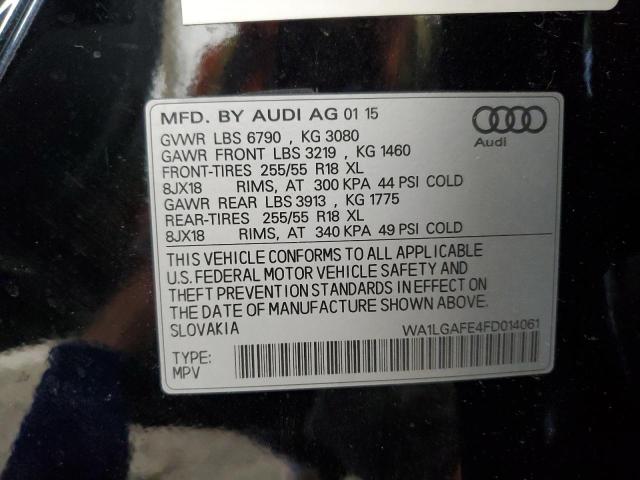 MFD. BY AUDI AG 01 15
Audi
GVWR LBS 6790 , KG 3080
GAWR FRONT LBS 3219 , KG 1460
FRONT-TIRES 255/55 R18 XL
8JX18 RIMS, AT 300 KPA 44 PSI COLD
GAWR REAR LBS 3913 , KG 1775
REAR-TIRES 255/55 R18 XL
8JX18 RIMS, AT 340 KPA 49 PSI COLD
THIS VEHICLE CONFORMS TO ALL APPLICABLE
U.S. FEDERAL MOTOR VEHICLE SAFETY AND
THEFT PREVENTION STANDARDS IN EFFECT ON
THE DATE OF MANUFACTURE SHOWN ABOVE.
SLOVAKIA
WA1LGAFE4FD014061
TYPE:
MPV